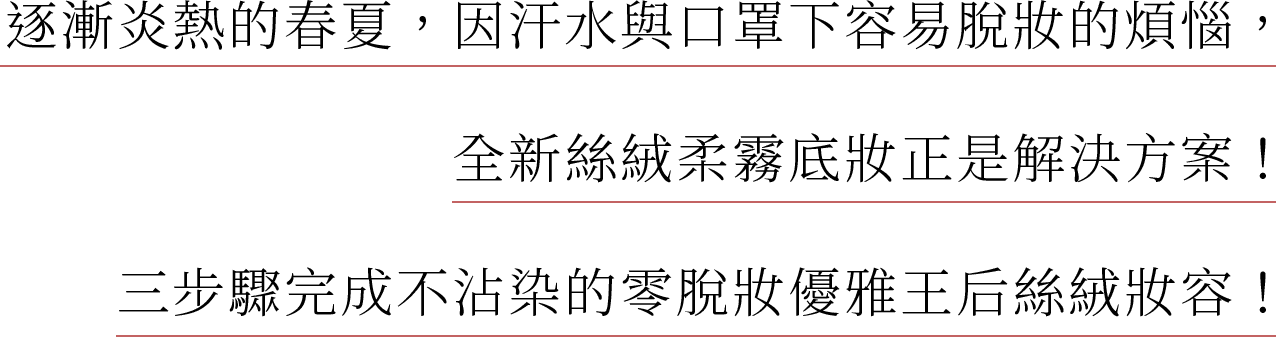 逐漸炎熱的春夏，因汗水與口罩下容易脫妝的煩惱，
全新絲絨柔霧底妝正是解決方案！
三步驟完成不沾染的零脫妝優雅王后絲絨妝容！